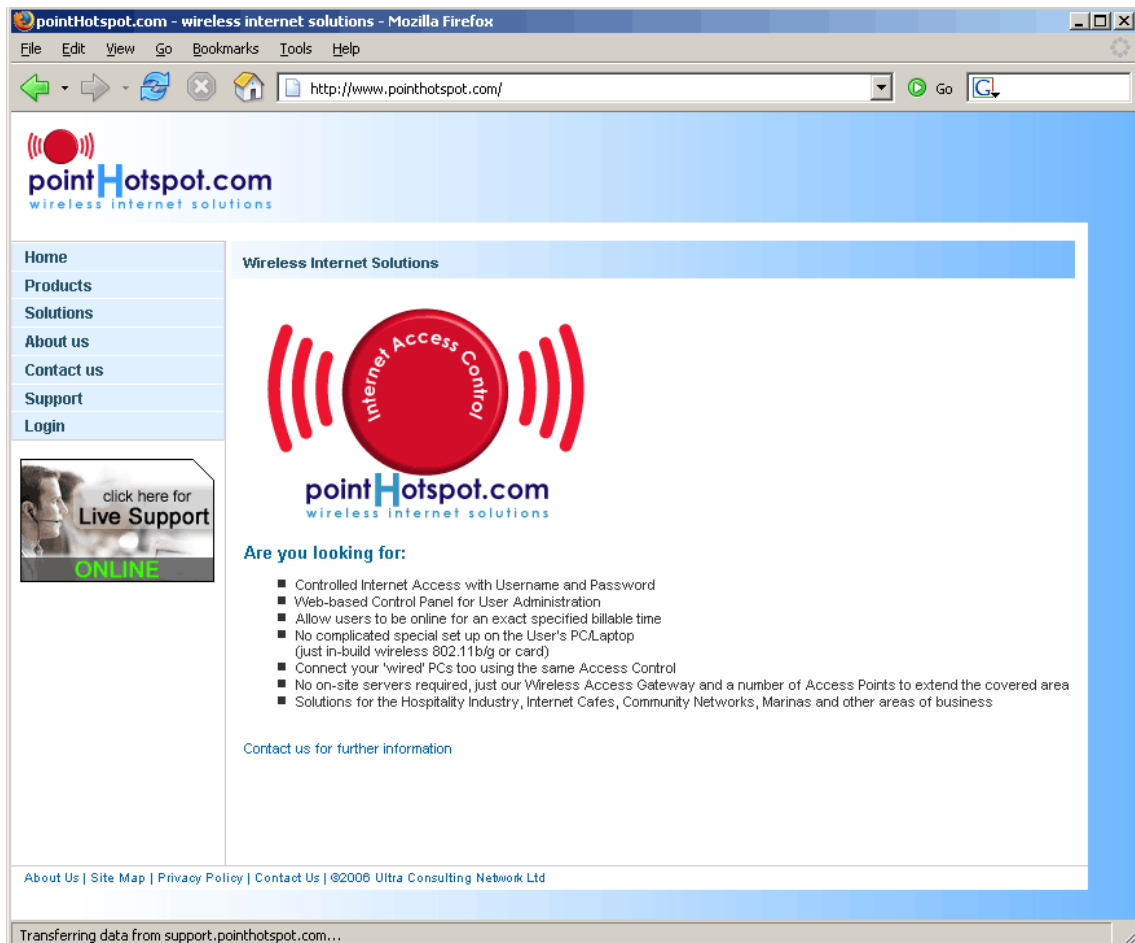 pointHotspot.com - wireless internet solutions - Mozilla Firefox
File Edit View Go Bookmarks Tools Help
http://www.pointhotspot.com/
Go
G
pointHotspot.com
wireless internet solutions
Home
Products
Solutions
About us
Contact us
Support
Login
click here for
Live Support
ONLINE
Wireless Internet Solutions
Internet Access Control
pointHotspot.com
wireless internet solutions
Are you looking for:
Controlled Internet Access with Username and Password
Web-based Control Panel for User Administration
Allow users to be online for an exact specified billable time
No complicated special set up on the User's PC/Laptop
(just in-build wireless 802.11b/g or card)
Connect your 'wired' PCs too using the same Access Control
No on-site servers required, just our Wireless Access Gateway and a number of Access Points to extend the covered area
Solutions for the Hospitality Industry, Internet Cafes, Community Networks, Marinas and other areas of business
Contact us for further information
About Us | Site Map | Privacy Policy | Contact Us | ©2006 Ultra Consulting Network Ltd
Transferring data from support.pointhotspot.com...